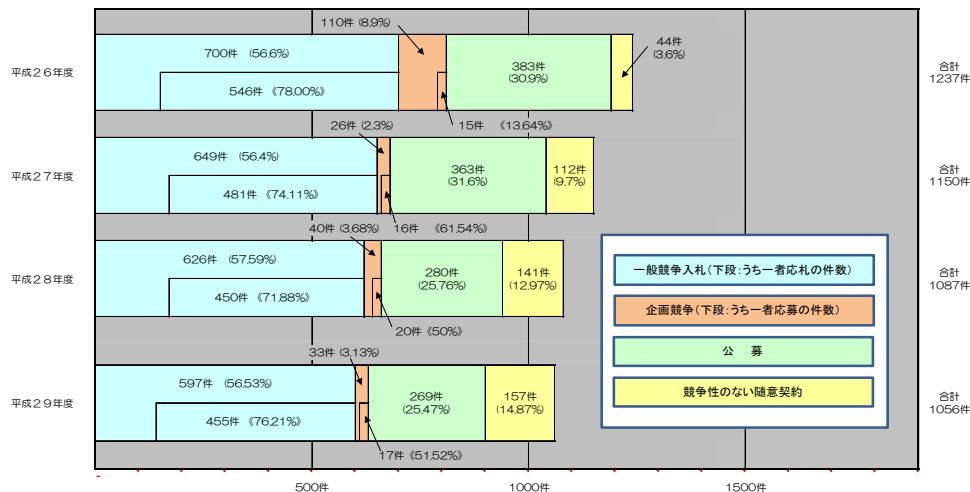 110件 (8.9%)
700件 (56.6%)
44件
(3.6%)
383件
(30.9%)
平成26年度
合計
1237件
546件 《78.00%》
15件 《13.64%》
26件 (2.3%)
649件 (56.4%)
363件
(31.6%)
112件
(9.7%)
平成27年度
合計
1150件
481件 《74.11%》
16件 《61.54%》
40件 (3.68%)
626件 (57.59%)
280件
(25.76%)
141件
(12.97%)
平成28年度
合計
1087件
450件 《71.88%》
20件 《50%》
33件 (3.13%)
597件 (56.53%)
269件
(25.47%)
157件
(14.87%)
平成29年度
合計
1056件
455件 《76.21%》
17件 《51.52%》
一般競争入札(下段:うち一者応札の件数)
企画競争(下段:うち一者応募の件数)
公 募
競争性のない随意契約
500件
1000件
1500件